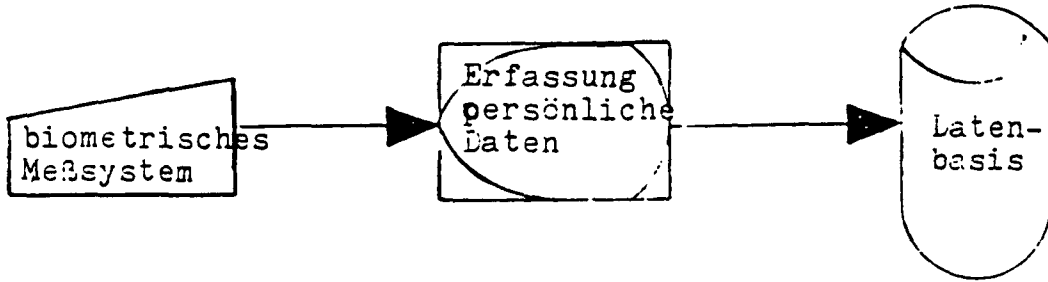 biometrisches
Meßsystem
Erfassung
persönliche
Daten
Daten-
basis